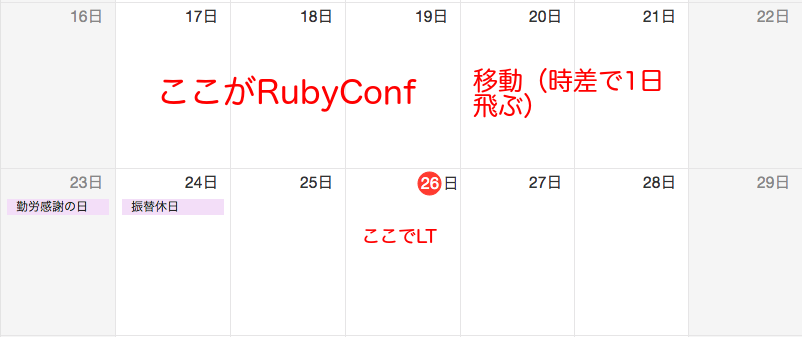 16日 17日 18日 19日 20日 21日 22日
ここがRubyConf
移動（時差で1日
飛ぶ）
23日 24日 25日 26日 27日 28日 29日
勤労感謝の日 振替休日
ここでLT